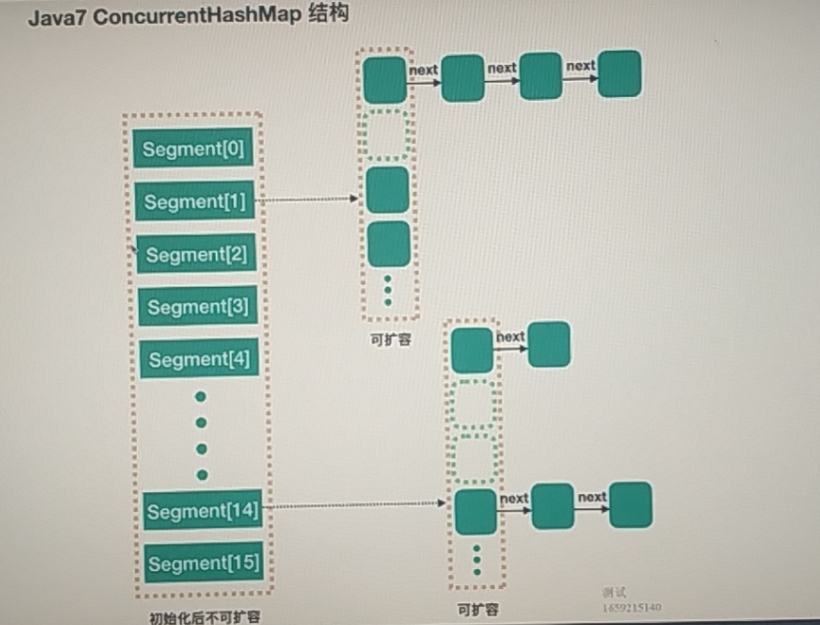 Java7 ConcurrentHashMap 结构
next
next
next
Segment[0]
Segment[1]
Segment[2]
Segment[3]
Segment[4]
可扩容
next
Segment[14]
next
next
Segment[15]
初始化后不可扩容
可扩容
测试
1659215140